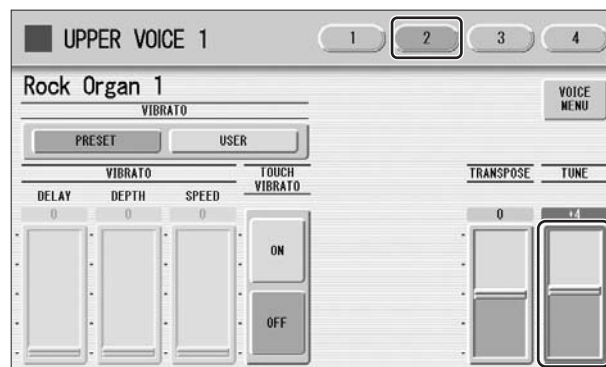 UPPER VOICE 1 1 2 3 4
Rock Organ 1
VOICE
MENU
VIBRATO
PRESET USER
VIBRATO TOUCH
VIBRATO
TRANSPOSE TUNE
DELAY DEPTH SPEED
0 0 0 0 +4
ON
OFF